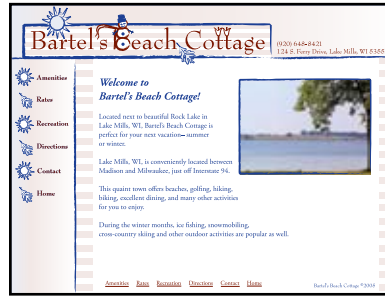 Bartel's Beach Cottage
(920) 648-8421
124 S. Ferry Drive, Lake Mills, WI 53588
Amenities
Rates
Recreation
Directions
Contact
Home
Welcome to
Bartel's Beach Cottage!
Located next to beautiful Rock Lake in
Lake Mills, WI, Bartel's Beach Cottage is
perfect for your next vacation– summer
or winter.
Lake Mills, WI, is conveniently located between
Madison and Milwaukee, just off Interstate 94.
This quaint town offers beaches, golfing, hiking,
biking, excellent dining, and many other activities
for you to enjoy.
During the winter months, ice fishing, snowmobiling,
cross-country skiing and other outdoor activities are popular as well.
Amenities Rates Recreation Directions Contact Home
Bartel's Beach Cottage ©2008